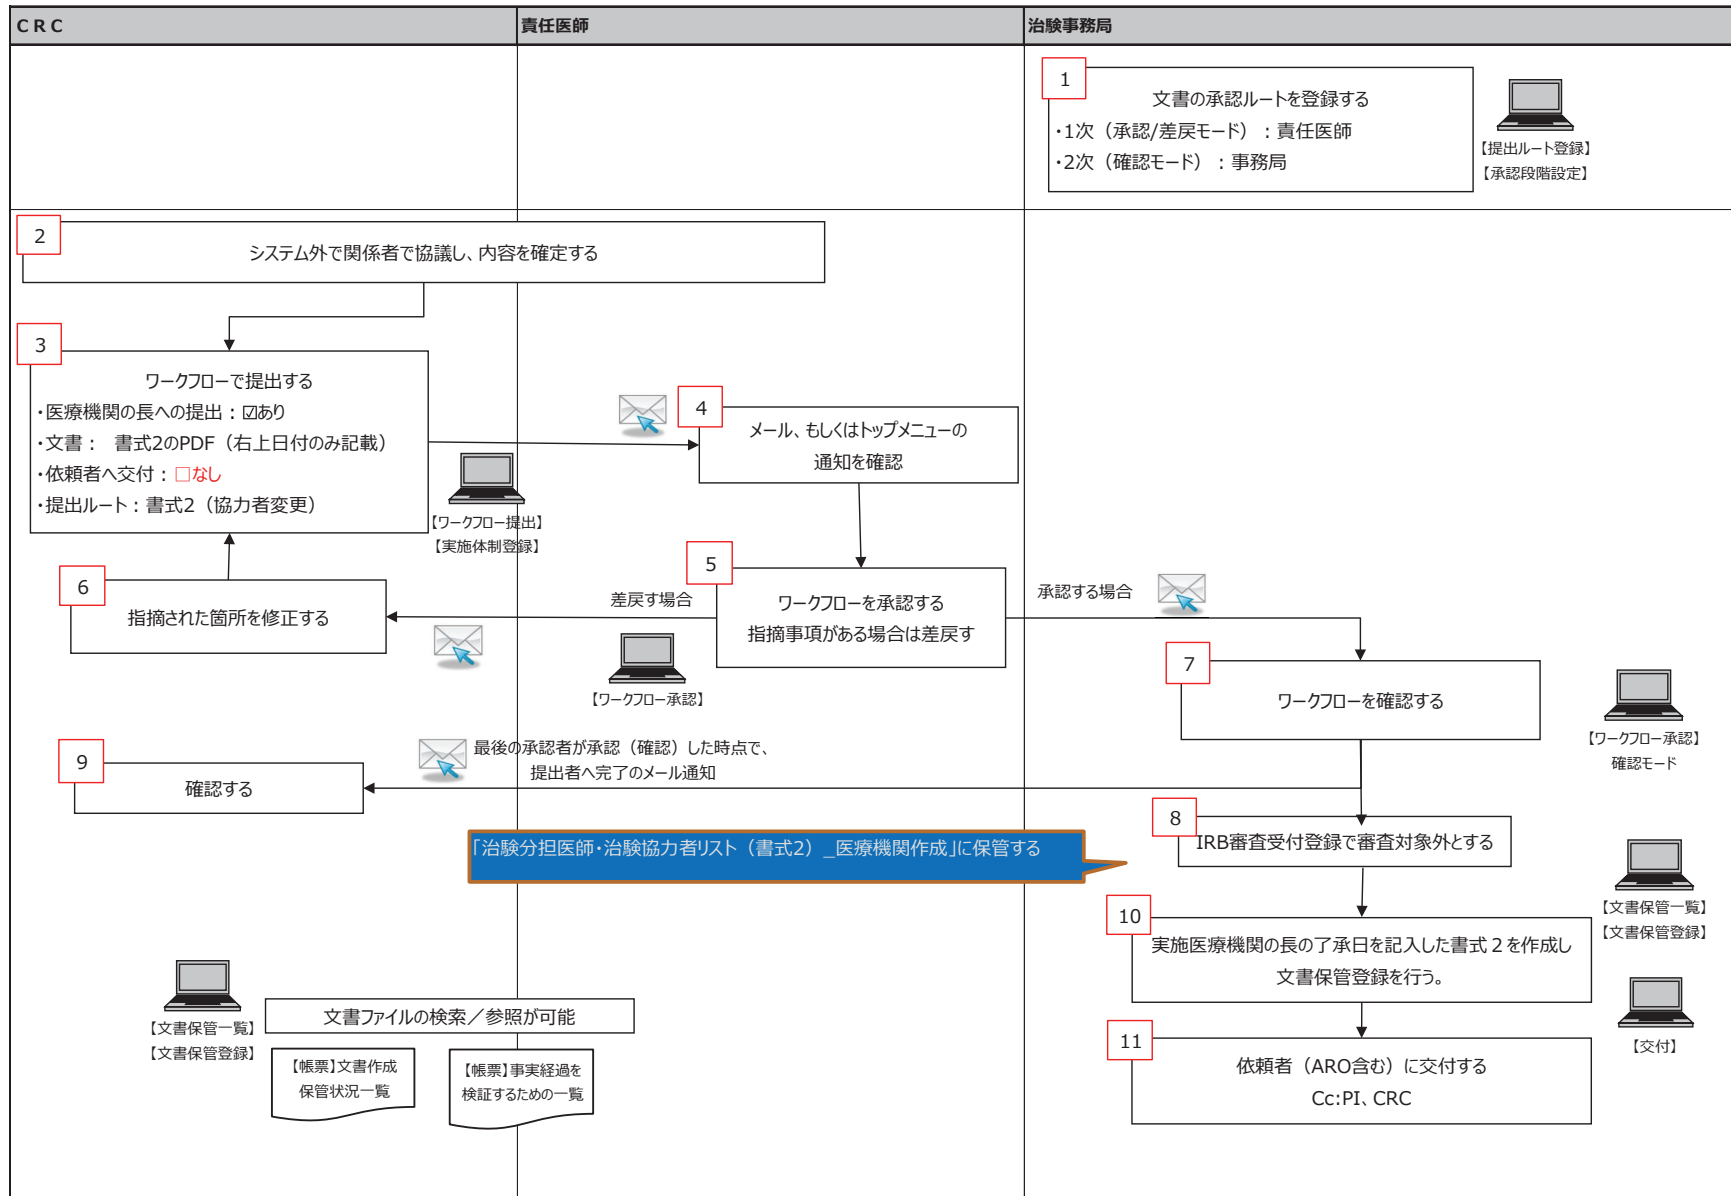 CRC
責任医師
治験事務局
1
文書の承認ルートを登録する
・1次（承認/差戻モード）：責任医師
・2次（確認モード）：事務局
【提出ルート登録】
【承認段階設定】
2
システム外で関係者で協議し、内容を確定する
3
ワークフローで提出する
・医療機関の長への提出：☑あり
・文書：　書式2のPDF（右上日付のみ記載）
・依頼者へ交付：□なし
・提出ルート：書式2（協力者変更）
【ワークフロー提出】
【実施体制登録】
4
メール、もしくはトップメニューの
通知を確認
5
ワークフローを承認する
指摘事項がある場合は差戻す
差戻す場合
承認する場合
【ワークフロー承認】
6
指摘された箇所を修正する
7
ワークフローを確認する
【ワークフロー承認】
確認モード
最後の承認者が承認（確認）した時点で、
提出者へ完了のメール通知
9
確認する
8
IRB審査受付登録で審査対象外とする
「治験分担医師・治験協力者リスト（書式2）_医療機関作成」に保管する
【文書保管一覧】
【文書保管登録】
10
実施医療機関の長の了承日を記入した書式２を作成し
文書保管登録を行う。
【交付】
11
依頼者（ARO含む）に交付する
Cc:PI、CRC
【文書保管一覧】
【文書保管登録】
文書ファイルの検索／参照が可能
【帳票】文書作成
保管状況一覧
【帳票】事実経過を
検証するための一覧